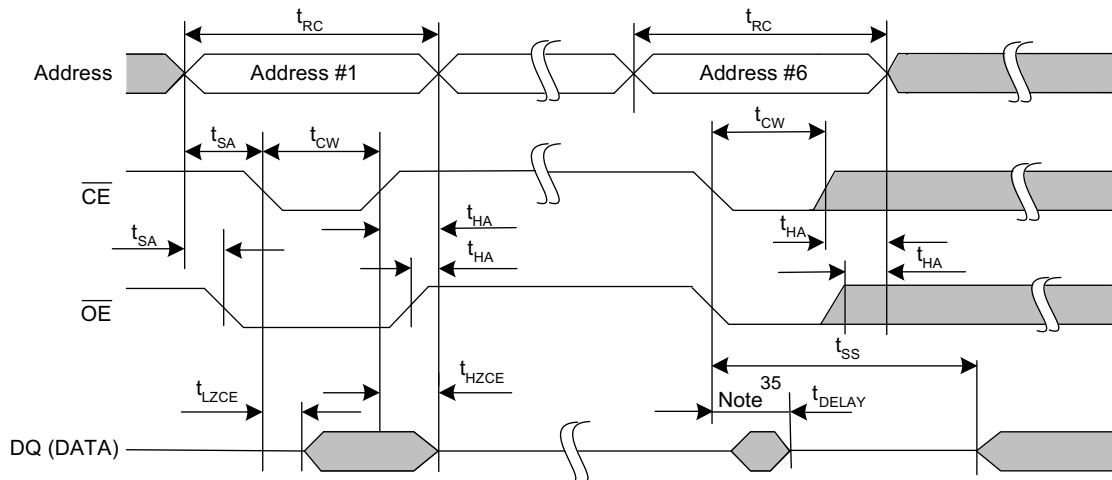 tRC
tRC
Address
Address #1
Address #6
tSA
tCW
tCW
CE
tHA
tSA
tHA
tHA
tHA
OE
tSS
tLZCE
tHZCE
Note 35
tDELAY
DQ (DATA)